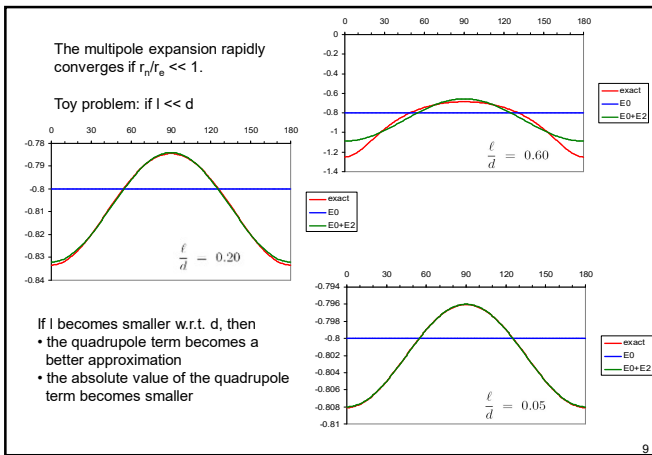 The multipole expansion rapidly
converges if rₙ/rₑ << 1.
Toy problem: if l << d
0 30 60 90 120 150 180
-0.78
-0.79
-0.8
-0.81
-0.82
-0.83
-0.84
ℓ/d = 0.20
exact
E0
E0+E2
0 30 60 90 120 150 180
0
-0.2
-0.4
-0.6
-0.8
-1
-1.2
-1.4
ℓ/d = 0.60
exact
E0
E0+E2
If l becomes smaller w.r.t. d, then
• the quadrupole term becomes a
better approximation
• the absolute value of the quadrupole
term becomes smaller
0 30 60 90 120 150 180
-0.794
-0.796
-0.798
-0.8
-0.802
-0.804
-0.806
-0.808
-0.81
ℓ/d = 0.05
exact
E0
E0+E2
9